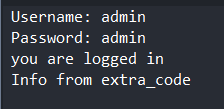 Username: admin
Password: admin
you are logged in
Info from extra_code